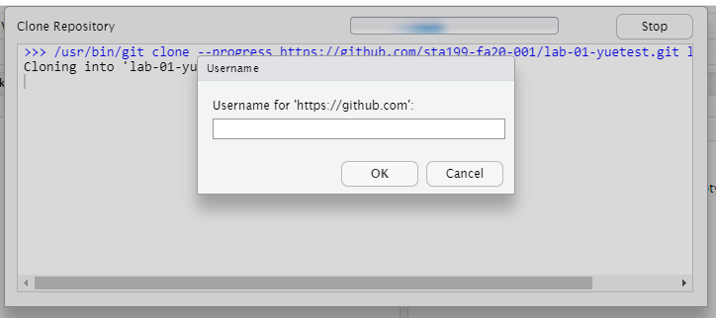 Clone Repository
Stop
>>> /usr/bin/git clone --progress https://github.com/sta199-fa20-001/lab-01-yuetest.git l
Cloning into 'lab-01-yu
Username
Username for 'https://github.com':
OK
Cancel